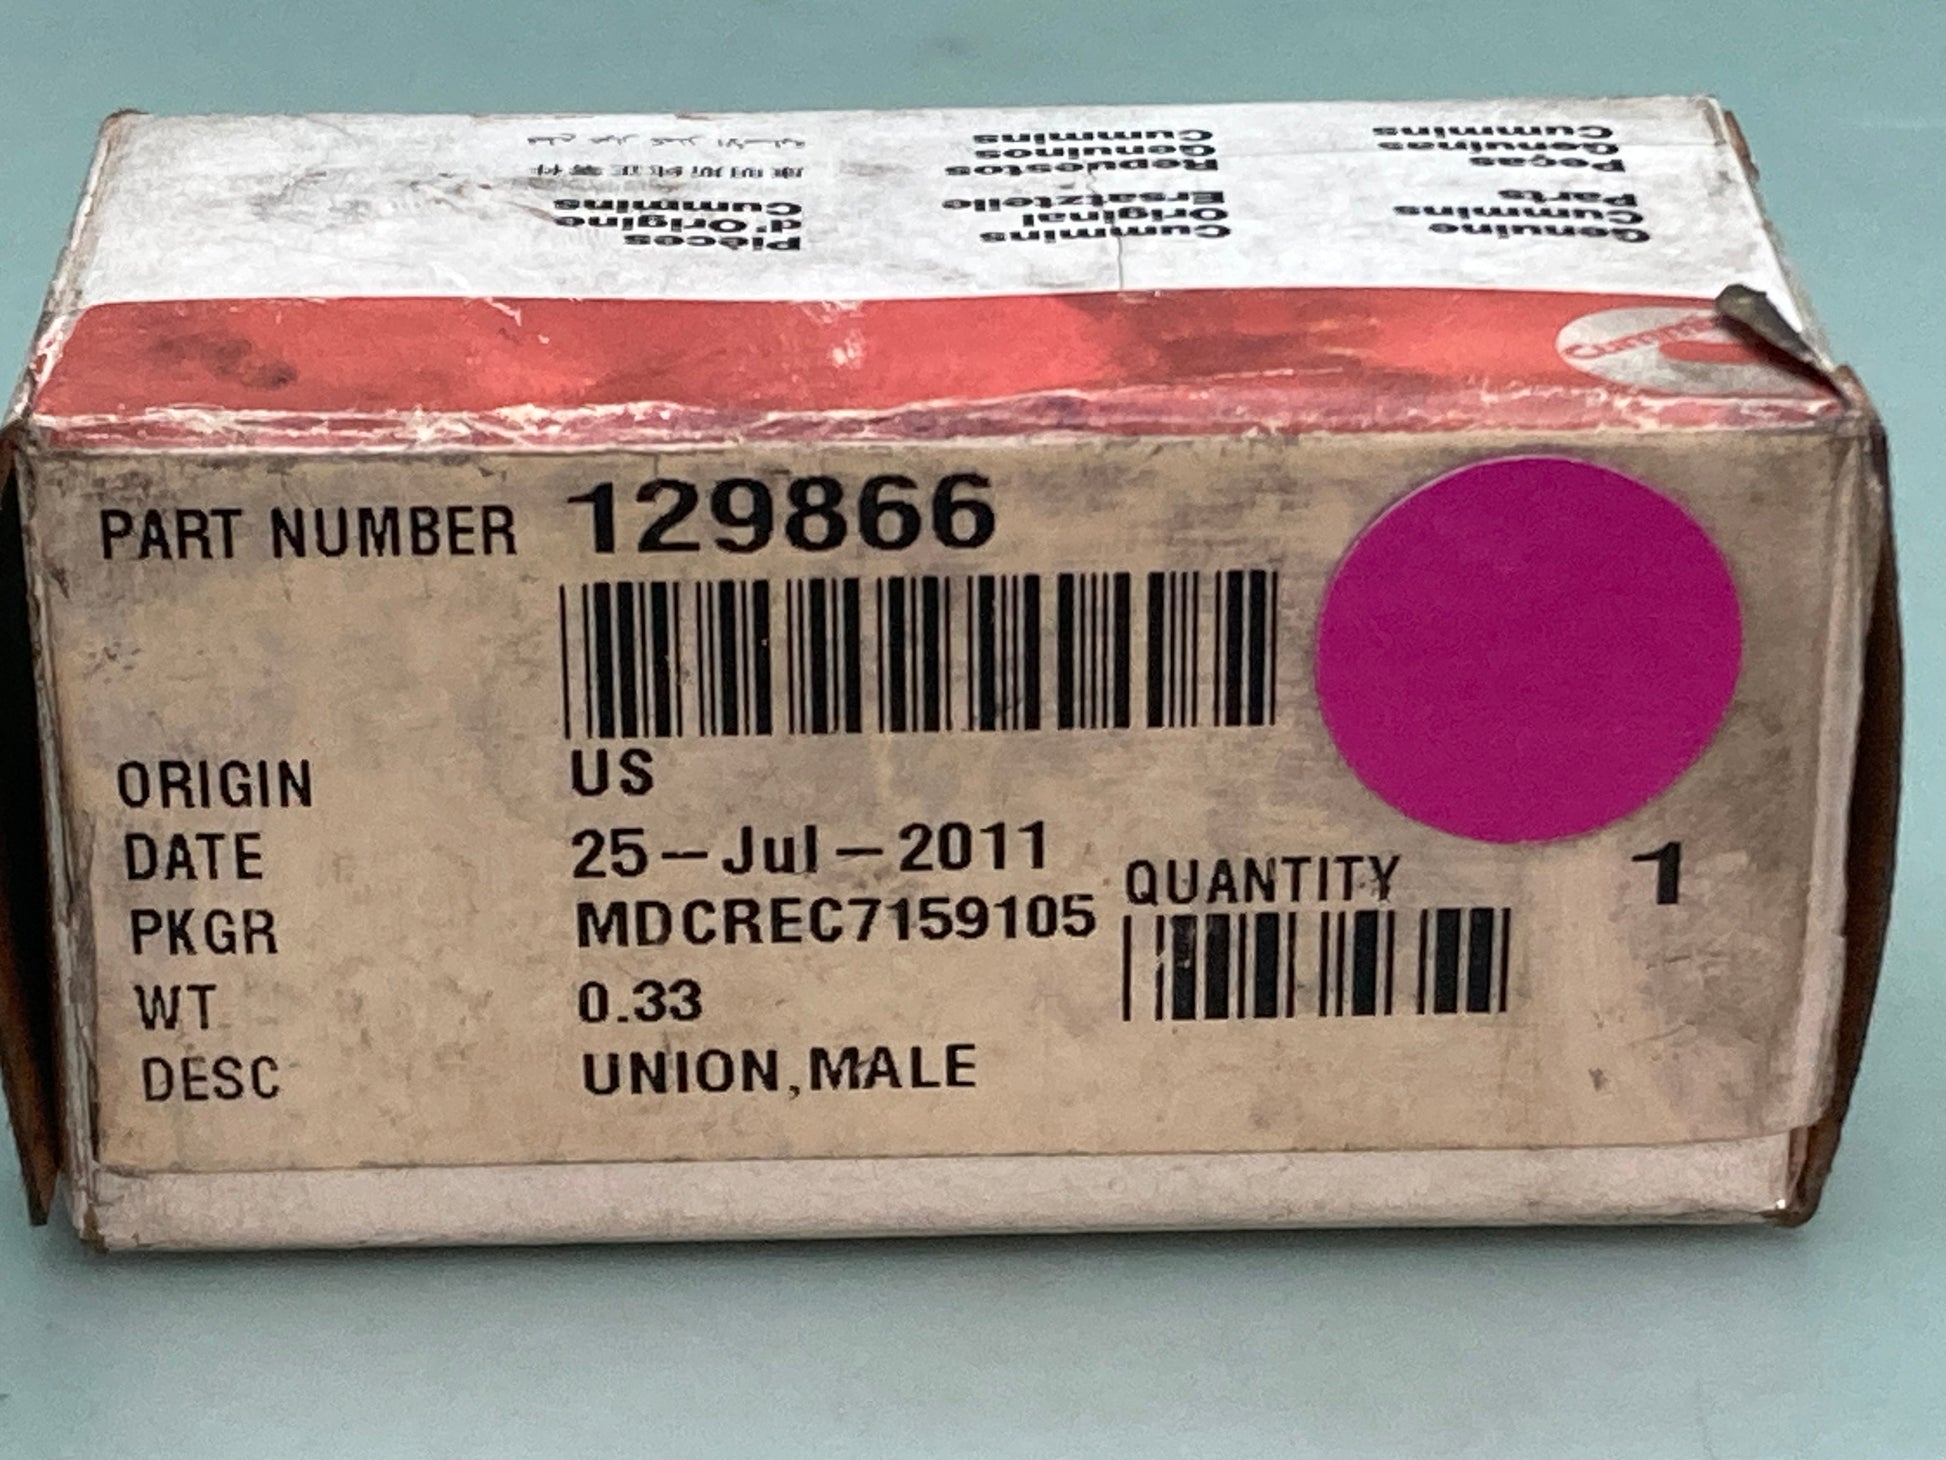 Genuine
Cummins
Parts
Cummins
Original
Ersatzteile
Pièces
d'Origine
Cummins
Peças
Genuinas
Cummins
Repuestos
Genuinos
Cummins
康明斯纯正零件
Cummins
PART NUMBER 129866
ORIGIN US
DATE 25-Jul-2011
QUANTITY 1
PKGR MDCREC7159105
WT 0.33
DESC UNION,MALE